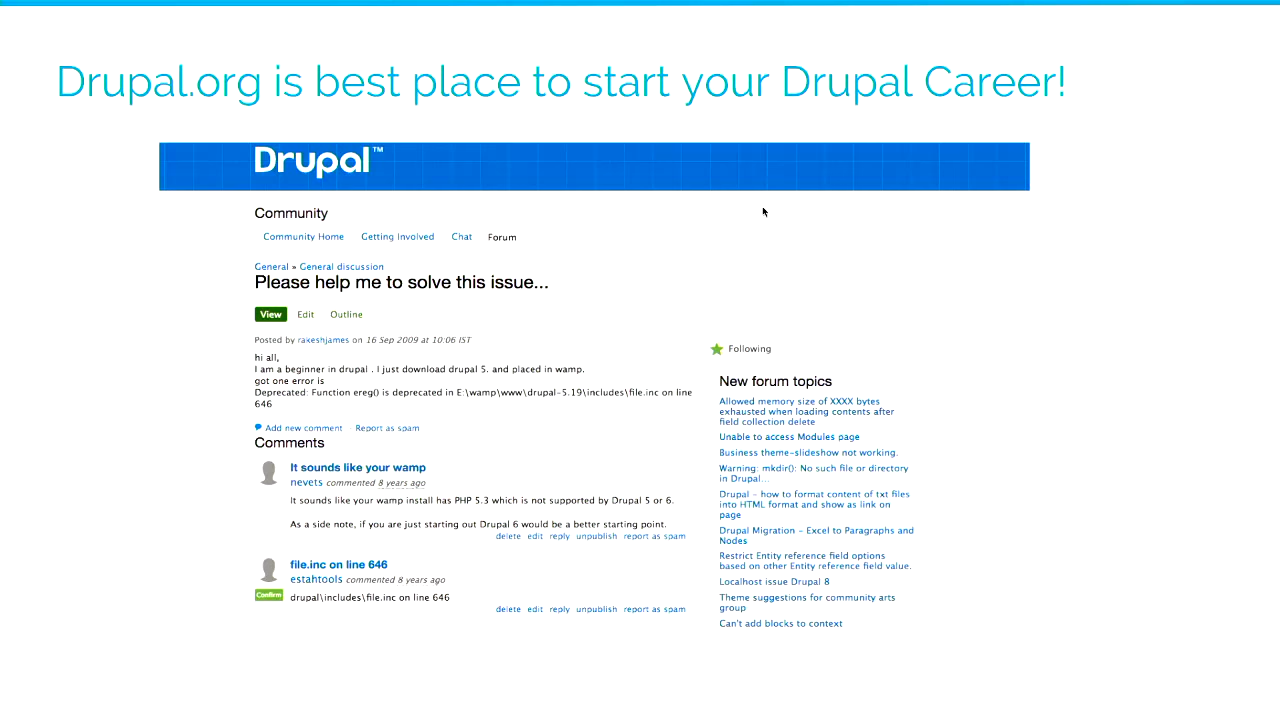 Drupal.org is best place to start your Drupal Career!
Drupal™
Community
Community Home Getting Involved Chat Forum
General » General discussion
Please help me to solve this issue...
View Edit Outline
Posted by rakeshjames on 16 Sep 2009 at 10:06 IST
hi all,
I am a beginner in drupal . I just download drupal 5. and placed in wamp.
got one error is
Deprecated: Function ereg() is deprecated in E:\wamp\www\drupal-5.19\includes\file.inc on line
646
Add new comment Report as spam
Comments
It sounds like your wamp
nevets commented 8 years ago
It sounds like your wamp install has PHP 5.3 which is not supported by Drupal 5 or 6.
As a side note, if you are just starting out Drupal 6 would be a better starting point.
delete edit reply unpublish report as spam
file.inc on line 646
estahtools commented 8 years ago
Confirm
drupal\includes\file.inc on line 646
delete edit reply unpublish report as spam
Following
New forum topics
Allowed memory size of XXXX bytes
exhausted when loading contents after
field collection delete
Unable to access Modules page
Business theme-slideshow not working.
Warning: mkdir(): No such file or directory
in Drupal...
Drupal - how to format content of txt files
into HTML format and show as link on
page
Drupal Migration - Excel to Paragraphs and
Nodes
Restrict Entity reference field options
based on other Entity reference field value.
Localhost issue Drupal 8
Theme suggestions for community arts
group
Can't add blocks to context